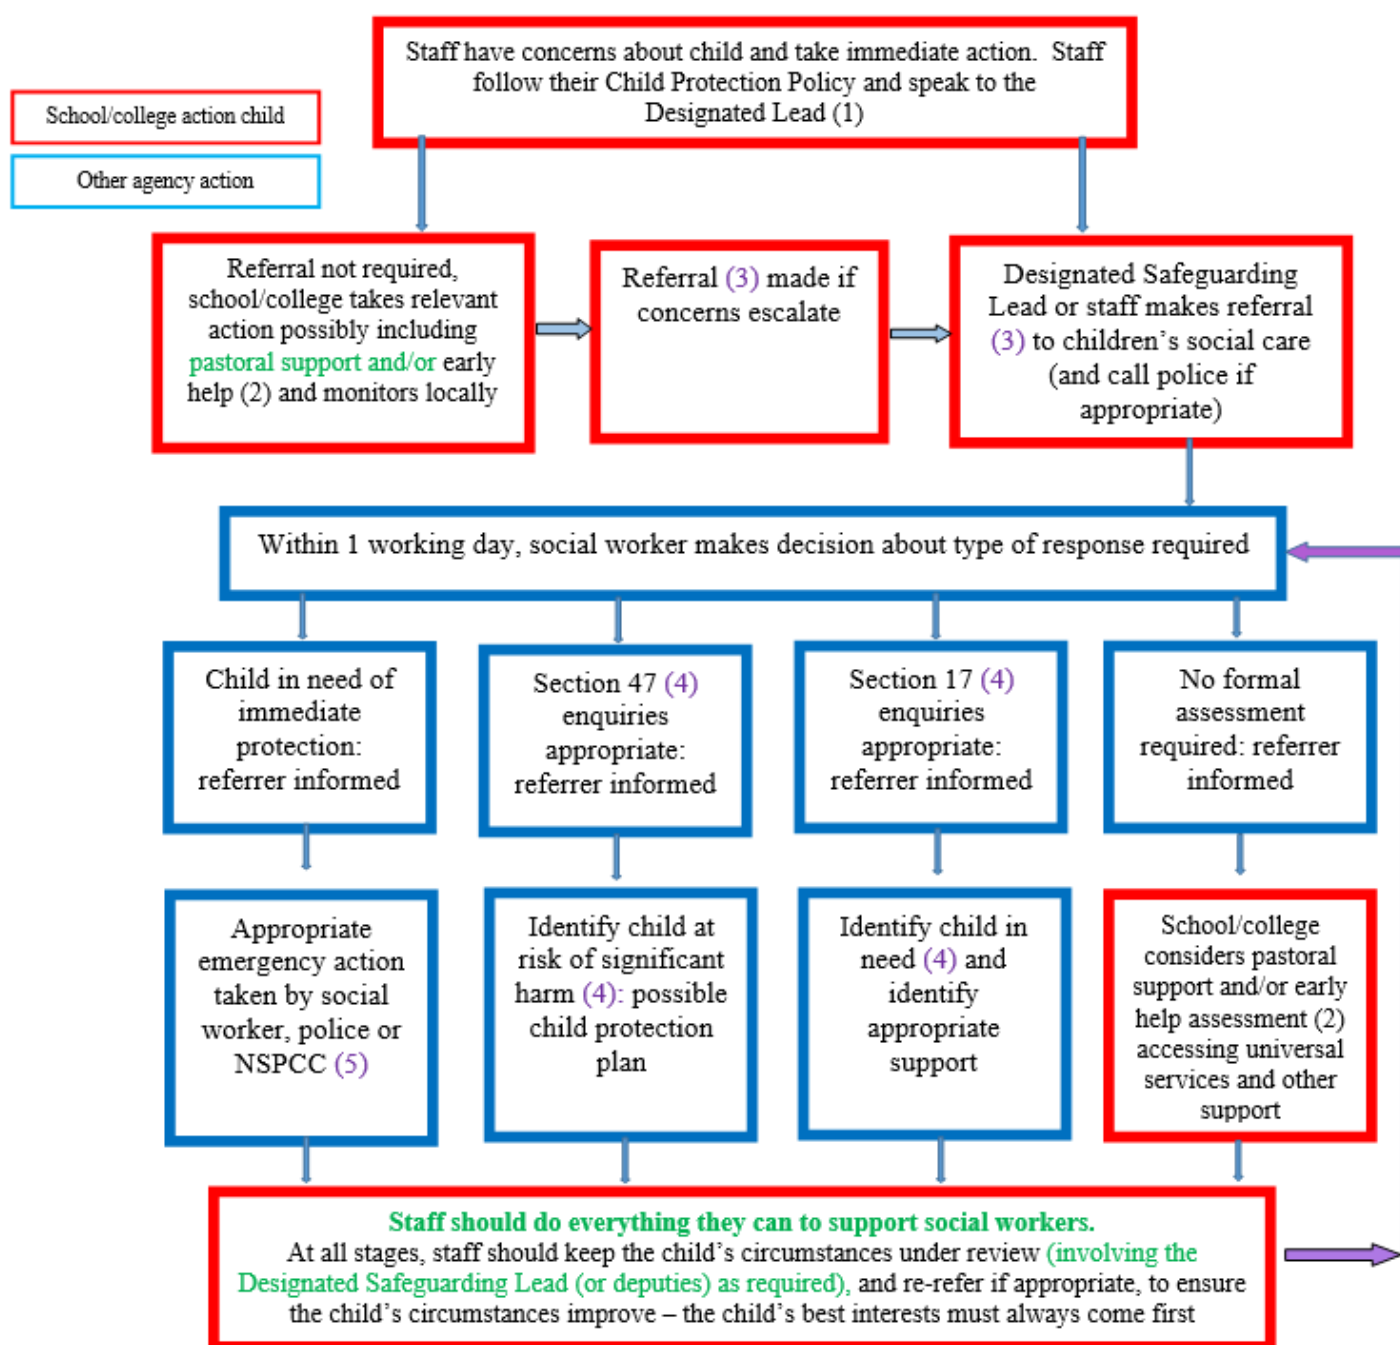 Staff have concerns about child and take immediate action.  Staff
follow their Child Protection Policy and speak to the
Designated Lead (1)
School/college action child
Other agency action
Referral not required,
school/college takes relevant
action possibly including
pastoral support and/or early
help (2) and monitors locally
Referral (3) made if
concerns escalate
Designated Safeguarding
Lead or staff makes referral
(3) to children’s social care
(and call police if
appropriate)
Within 1 working day, social worker makes decision about type of response required
Child in need of
immediate
protection:
referrer informed
Section 47 (4)
enquiries
appropriate:
referrer informed
Section 17 (4)
enquiries
appropriate:
referrer informed
No formal
assessment
required: referrer
informed
Appropriate
emergency action
taken by social
worker, police or
NSPCC (5)
Identify child at
risk of significant
harm (4): possible
child protection
plan
Identify child in
need (4) and
identify
appropriate
support
School/college
considers pastoral
support and/or early
help assessment (2)
accessing universal
services and other
support
Staff should do everything they can to support social workers.
At all stages, staff should keep the child’s circumstances under review (involving the
Designated Safeguarding Lead (or deputies) as required), and re-refer if appropriate, to ensure
the child’s circumstances improve – the child’s best interests must always come first